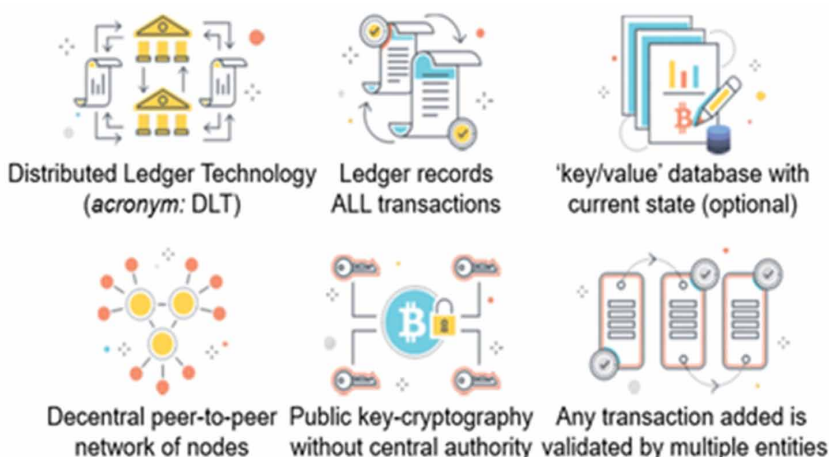 Distributed Ledger Technology
(acronym: DLT)
Ledger records
ALL transactions
‘key/value’ database with
current state (optional)
Decentral peer-to-peer
network of nodes
Public key-cryptography
without central authority
Any transaction added is
validated by multiple entities